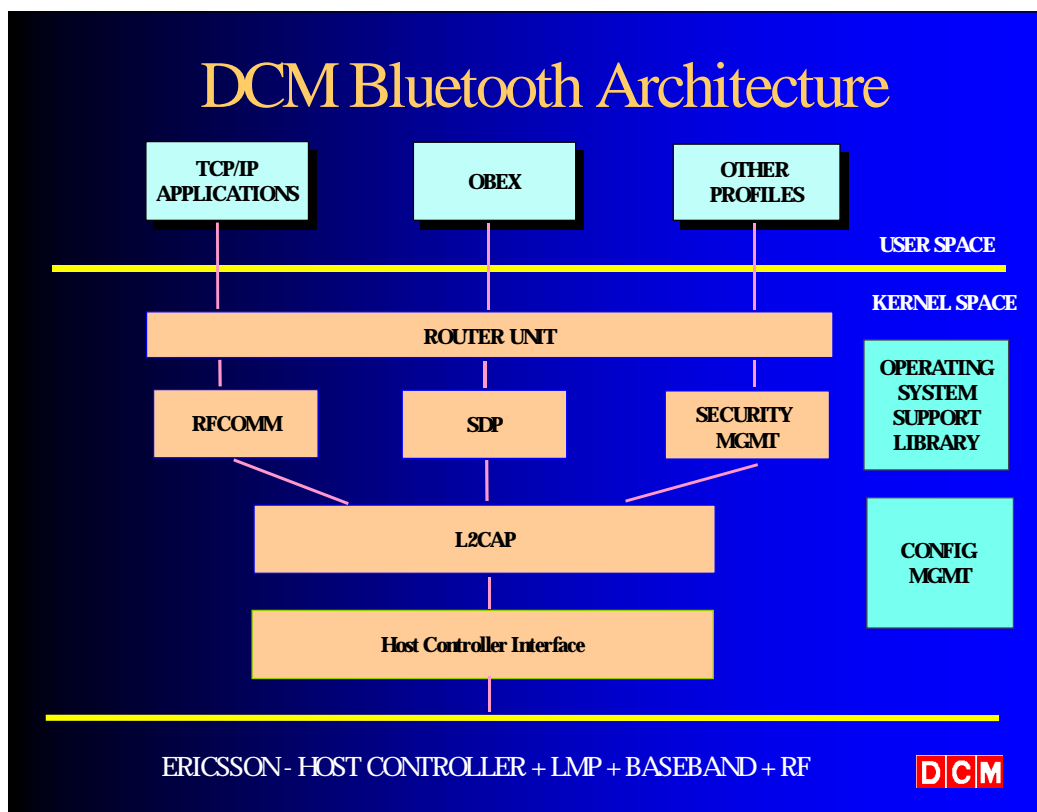 DCM Bluetooth Architecture
TCP/IP
APPLICATIONS
OBEX
OTHER
PROFILES
USER SPACE
KERNEL SPACE
ROUTER UNIT
OPERATING
SYSTEM
SUPPORT
LIBRARY
RFCOMM
SDP
SECURITY
MGMT
L2CAP
CONFIG
MGMT
Host Controller Interface
ERICSSON - HOST CONTROLLER + LMP + BASEBAND + RF
DCM